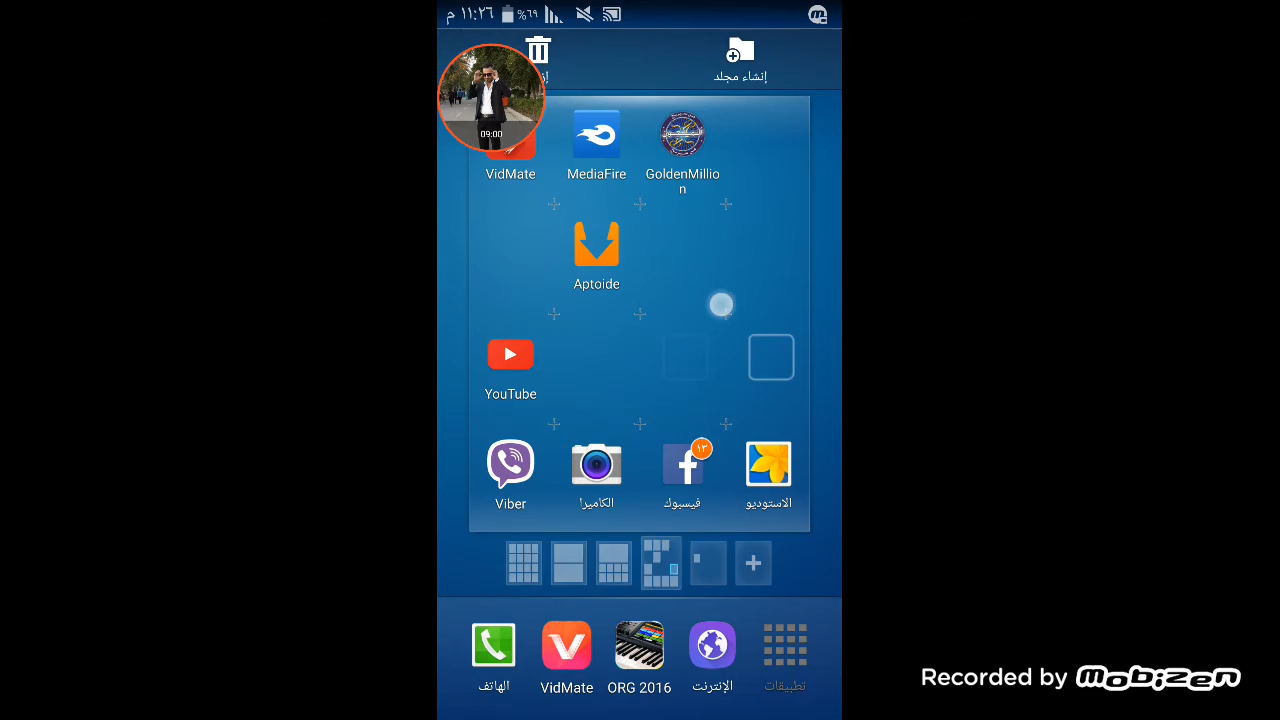 م ١١:٢٦ %٦٩
إنشاء مجلد
09:00
VidMate
MediaFire
GoldenMillio
n
Aptoide
YouTube
١٣
Viber
الكاميرا
فيسبوك
الاستوديو
الهاتف
VidMate
ORG 2016
الإنترنت
تطبيقات
Recorded by mobizen